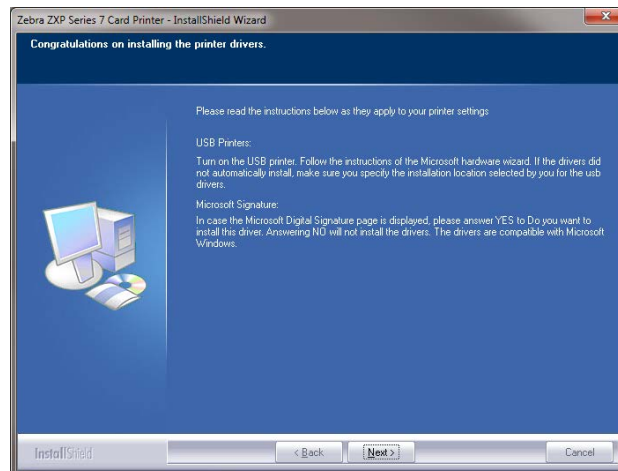 Zebra ZXP Series 7 Card Printer - InstallShield Wizard
Congratulations on installing the printer drivers.
Please read the instructions below as they apply to your printer settings
USB Printers:
Turn on the USB printer. Follow the instructions of the Microsoft hardware wizard. If the drivers did
not automatically install, make sure you specify the installation location selected by you for the usb
drivers.
Microsoft Signature:
In case the Microsoft Digital Signature page is displayed, please answer YES to Do you want to
install this driver. Answering NO will not install the drivers. The drivers are compatible with Microsoft
Windows.
InstallShield
< Back
Next >
Cancel